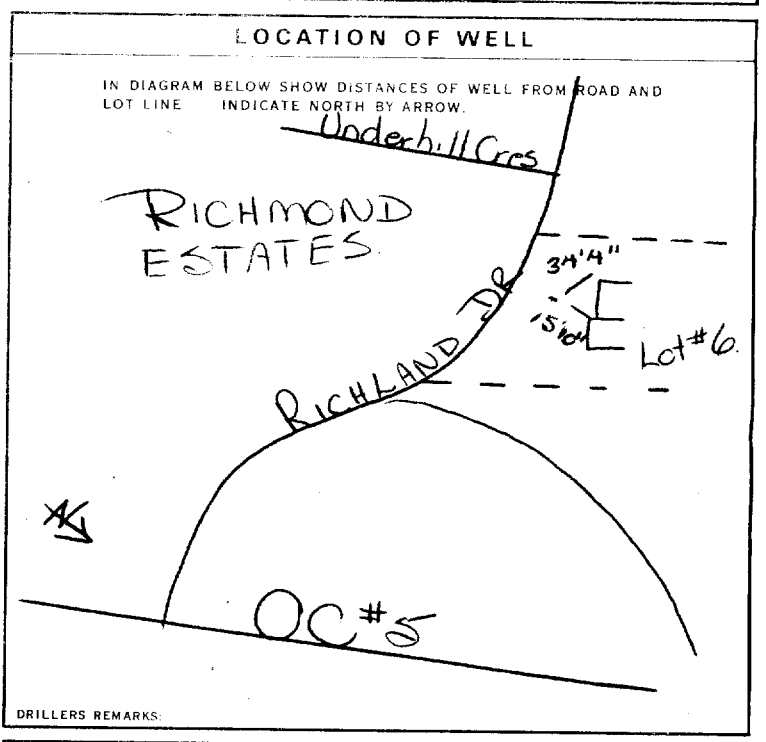 LOCATION OF WELL
IN DIAGRAM BELOW SHOW DISTANCES OF WELL FROM ROAD AND
LOT LINE INDICATE NORTH BY ARROW.
Underhill Cres
RICHMOND
ESTATES.
34'4"
15'10"
Lot #6.
RICHLAND DR
N
OC #5
DRILLERS REMARKS: